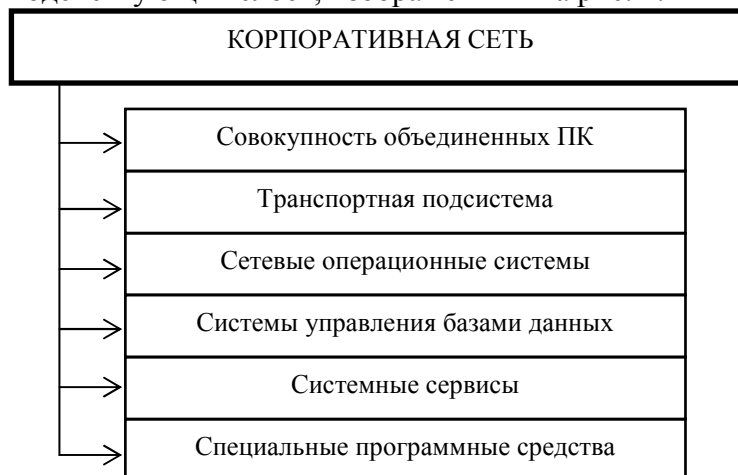 КОРПОРАТИВНАЯ СЕТЬ
Совокупность объединенных ПК
Транспортная подсистема
Сетевые операционные системы
Системы управления базами данных
Системные сервисы
Специальные программные средства